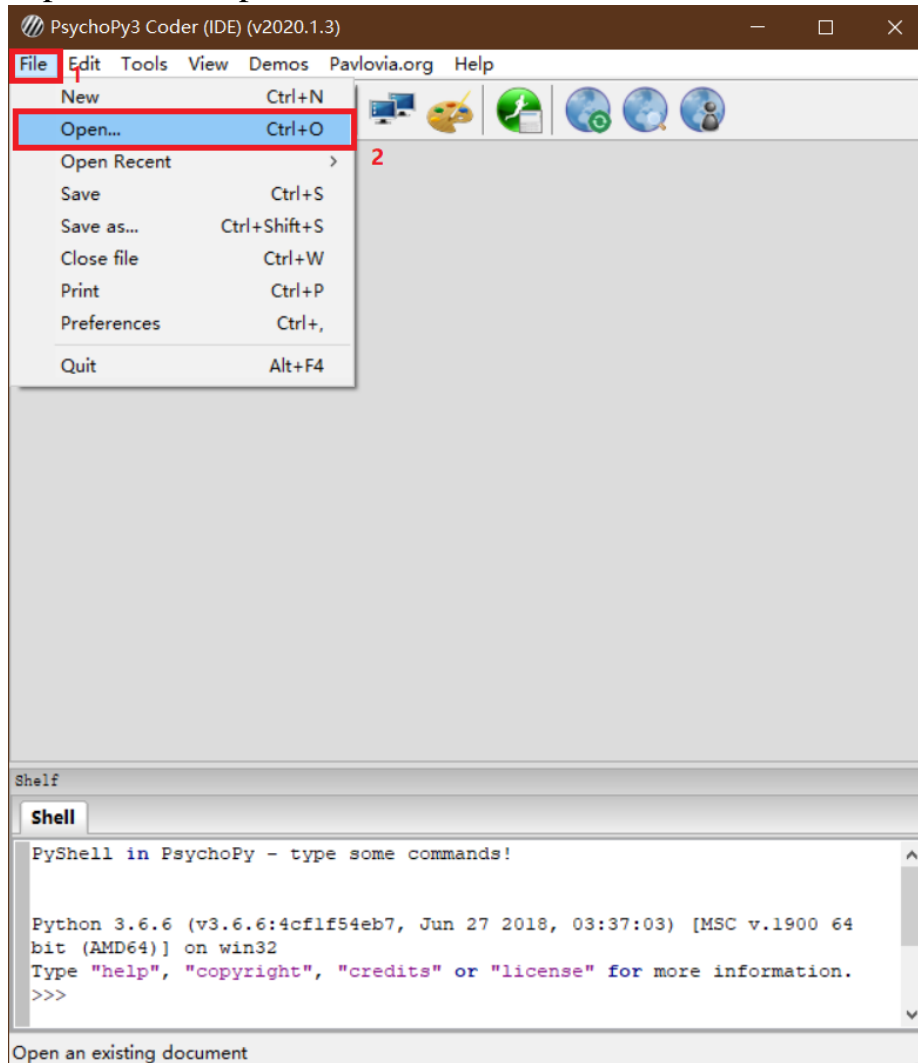 PsychoPy3 Coder (IDE) (v2020.1.3)
File Edit Tools View Demos Pavlovia.org Help
1
New Ctrl+N
Open... Ctrl+O
2
Open Recent >
Save Ctrl+S
Save as... Ctrl+Shift+S
Close file Ctrl+W
Print Ctrl+P
Preferences Ctrl+,
Quit Alt+F4
Shelf
Shell
PyShell in PsychoPy - type some commands!
Python 3.6.6 (v3.6.6:4cf1f54eb7, Jun 27 2018, 03:37:03) [MSC v.1900 64
bit (AMD64)] on win32
Type "help", "copyright", "credits" or "license" for more information.
>>>
Open an existing document